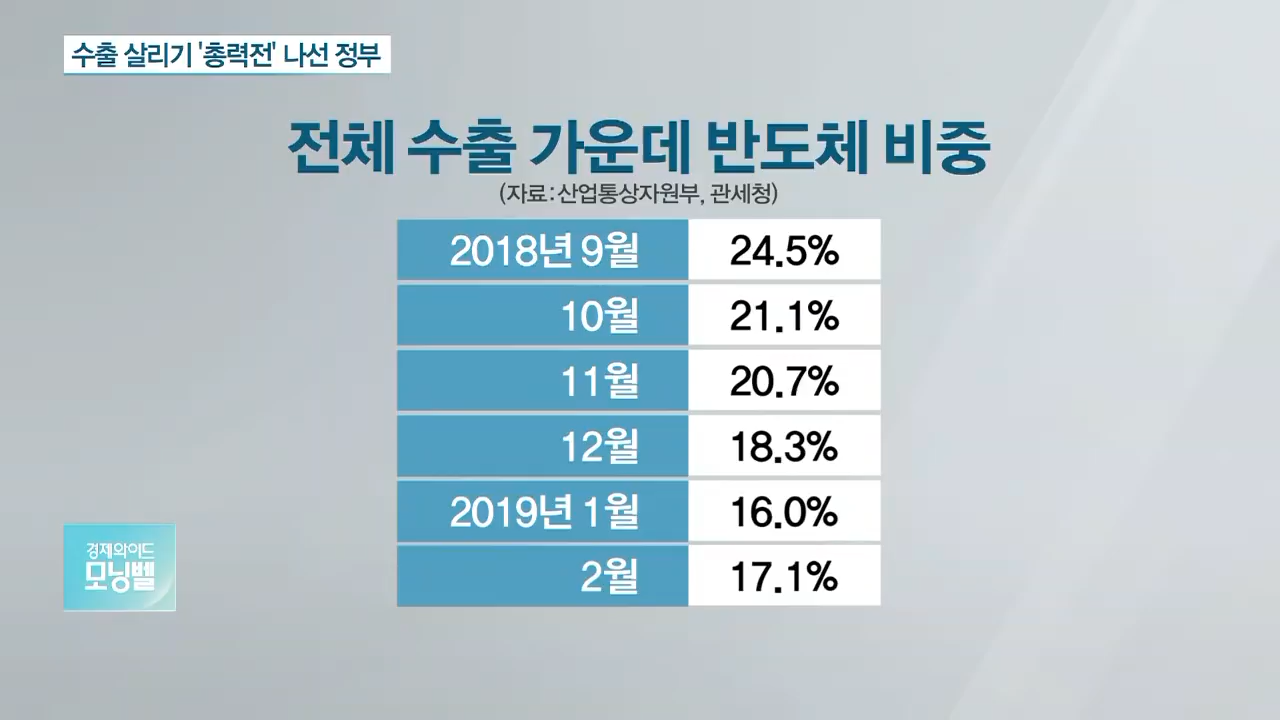 수출 살리기 '총력전' 나선 정부
전체 수출 가운데 반도체 비중
(자료:산업통상자원부, 관세청)
2018년 9월 24.5%
10월 21.1%
11월 20.7%
12월 18.3%
2019년 1월 16.0%
2월 17.1%
경제와이드
모닝벨